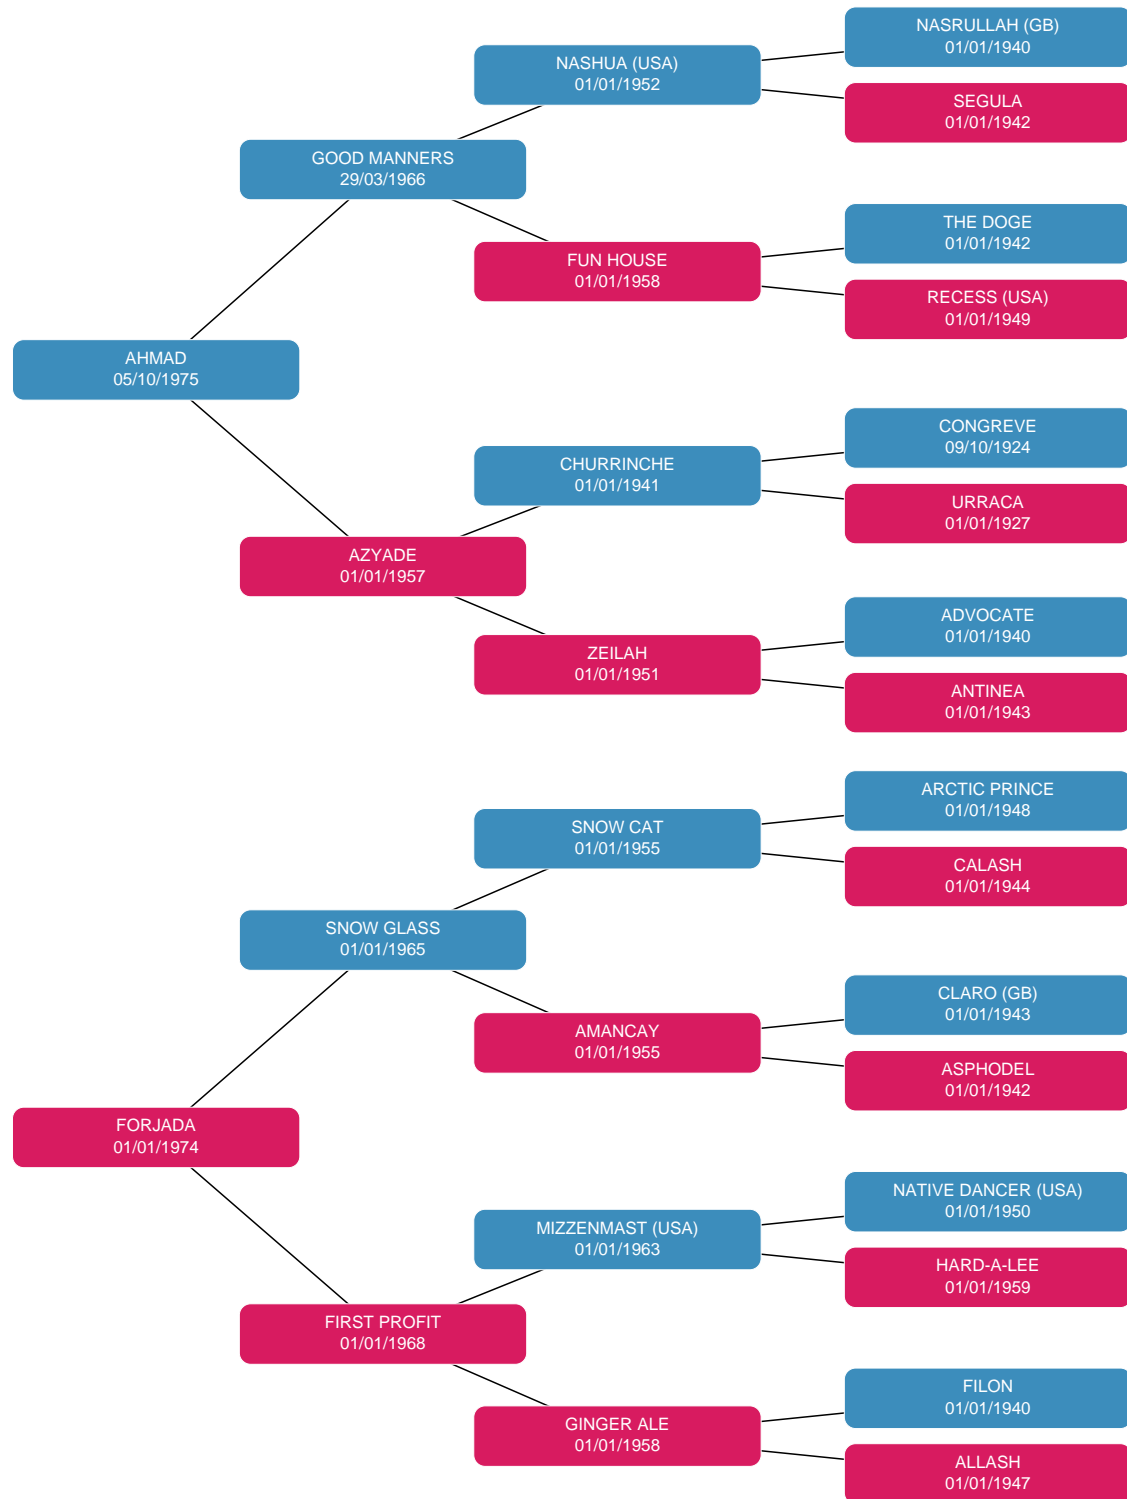 NASRULLAH (GB)
01/01/1940
NASHUA (USA)
01/01/1952
SEGULA
01/01/1942
GOOD MANNERS
29/03/1966
THE DOGE
01/01/1942
FUN HOUSE
01/01/1958
RECESS (USA)
01/01/1949
AHMAD
05/10/1975
CONGREVE
09/10/1924
CHURRINCHE
01/01/1941
URRACA
01/01/1927
AZYADE
01/01/1957
ADVOCATE
01/01/1940
ZEILAH
01/01/1951
ANTINEA
01/01/1943
ARCTIC PRINCE
01/01/1948
SNOW CAT
01/01/1955
CALASH
01/01/1944
SNOW GLASS
01/01/1965
CLARO (GB)
01/01/1943
AMANCAY
01/01/1955
ASPHODEL
01/01/1942
FORJADA
01/01/1974
NATIVE DANCER (USA)
01/01/1950
MIZZENMAST (USA)
01/01/1963
HARD-A-LEE
01/01/1959
FIRST PROFIT
01/01/1968
FILON
01/01/1940
GINGER ALE
01/01/1958
ALLASH
01/01/1947